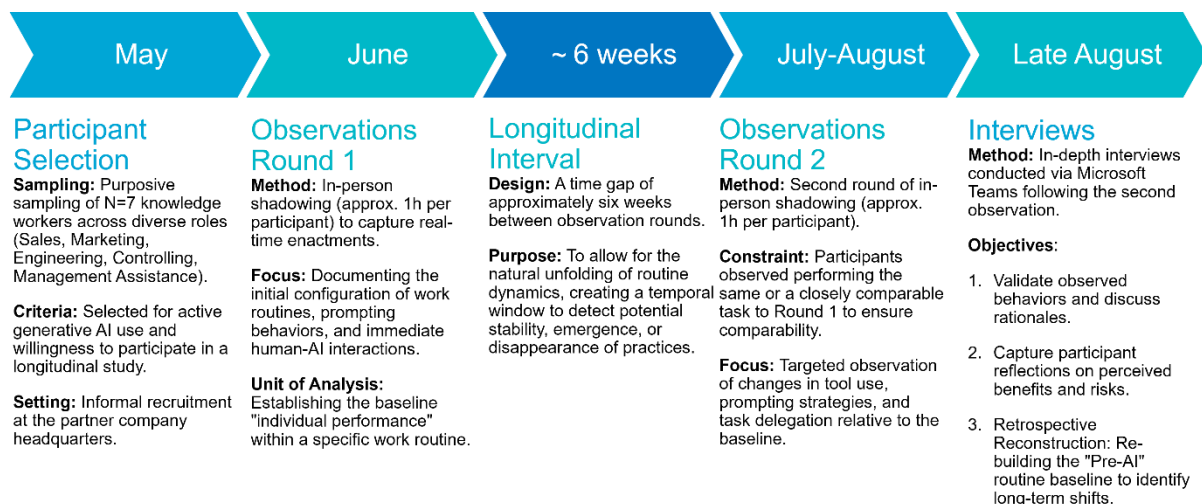 May
June
~ 6 weeks
July-August
Late August
Participant
Selection
Sampling: Purposive
sampling of N=7 knowledge
workers across diverse roles
(Sales, Marketing,
Engineering, Controlling,
Management Assistance).
Criteria: Selected for active
generative AI use and
willingness to participate in a
longitudinal study.
Setting: Informal recruitment
at the partner company
headquarters.
Observations
Round 1
Method: In-person
shadowing (approx. 1h per
participant) to capture real-
time enactments.
Focus: Documenting the
initial configuration of work
routines, prompting
behaviors, and immediate
human-AI interactions.
Unit of Analysis:
Establishing the baseline
"individual performance"
within a specific work routine.
Longitudinal
Interval
Design: A time gap of
approximately six weeks
between observation rounds.
Purpose: To allow for the
natural unfolding of routine
dynamics, creating a temporal
window to detect potential
stability, emergence, or
disappearance of practices.
Observations
Round 2
Method: Second round of in-
person shadowing (approx.
1h per participant).
Constraint: Participants
observed performing the
same or a closely comparable
task to Round 1 to ensure
comparability.
Focus: Targeted observation
of changes in tool use,
prompting strategies, and
task delegation relative to the
baseline.
Interviews
Method: In-depth interviews
conducted via Microsoft
Teams following the second
observation.
Objectives:
1. Validate observed
behaviors and discuss
rationales.
2. Capture participant
reflections on perceived
benefits and risks.
3. Retrospective
Reconstruction: Re-
building the "Pre-AI"
routine baseline to identify
long-term shifts.